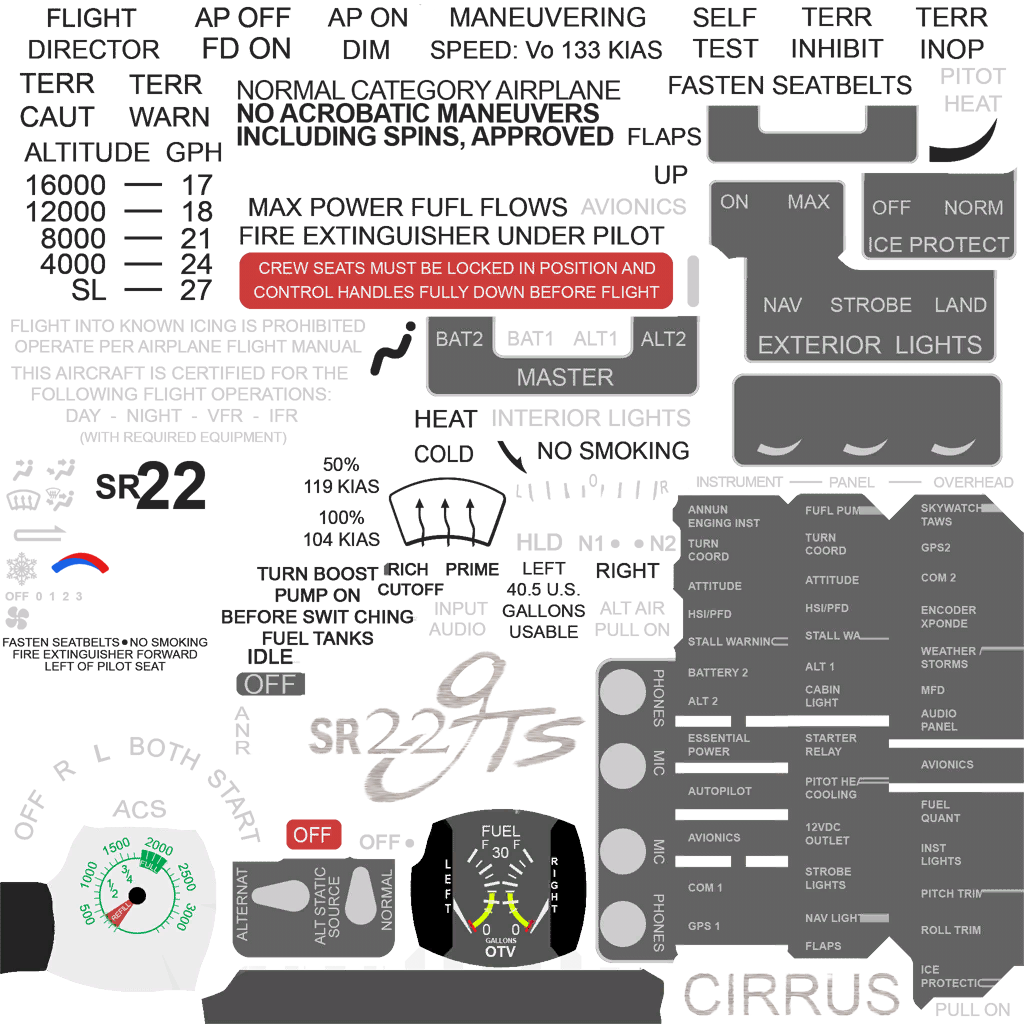 FLIGHT
DIRECTOR
AP OFF
FD ON
AP ON
DIM
MANEUVERING
SPEED: Vo 133 KIAS
SELF
TEST
TERR
INHIBIT
TERR
INOP
TERR
CAUT
TERR
WARN
NORMAL CATEGORY AIRPLANE
NO ACROBATIC MANEUVERS
INCLUDING SPINS, APPROVED
FLAPS
UP
FASTEN SEATBELTS
PITOT
HEAT
ALTITUDE GPH
16000 — 17
12000 — 18
8000 — 21
4000 — 24
SL — 27
MAX POWER FUFL FLOWS
AVIONICS
FIRE EXTINGUISHER UNDER PILOT
CREW SEATS MUST BE LOCKED IN POSITION AND
CONTROL HANDLES FULLY DOWN BEFORE FLIGHT
ON MAX
OFF NORM
ICE PROTECT
NAV STROBE LAND
EXTERIOR LIGHTS
FLIGHT INTO KNOWN ICING IS PROHIBITED
OPERATE PER AIRPLANE FLIGHT MANUAL
THIS AIRCRAFT IS CERTIFIED FOR THE
FOLLOWING FLIGHT OPERATIONS:
DAY - NIGHT - VFR - IFR
(WITH REQUIRED EQUIPMENT)
BAT2 BAT1 ALT1 ALT2
MASTER
HEAT
COLD
INTERIOR LIGHTS
NO SMOKING
SR22
50%
119 KIAS
100%
104 KIAS
L 0 R
HLD N1 • • N2
INSTRUMENT — PANEL — OVERHEAD
OFF 0 1 2 3
FASTEN SEATBELTS•NO SMOKING
FIRE EXTINGUISHER FORWARD
LEFT OF PILOT SEAT
TURN BOOST
PUMP ON
BEFORE SWIT CHING
FUEL TANKS
RICH
CUTOFF
PRIME
LEFT
40.5 U.S.
GALLONS
USABLE
RIGHT
INPUT
AUDIO
ALT AIR
PULL ON
IDLE
OFF
ANR
SR22
GTS
OFF R L BOTH START
ACS
500 1000 1500 2000 2500 3000
1/2 3/4
REFILL
OFF
OFF •
ALTERNAT
ALT STATIC
SOURCE
NORMAL
FUEL
F 30 F
LEFT
RIGHT
0 0
GALLONS
OTV
PHONES
MIC
MIC
PHONES
ANNUN
ENGING INST
TURN
COORD
ATTITUDE
HSI/PFD
STALL WARNING
BATTERY 2
ALT 2
ESSENTIAL
POWER
AUTOPILOT
AVIONICS
COM 1
GPS 1
FUFL PUM
TURN
COORD
ATTITUDE
HSI/PFD
STALL WA
ALT 1
CABIN
LIGHT
STARTER
RELAY
PITOT HEA
COOLING
12VDC
OUTLET
STROBE
LIGHTS
NAV LIGHT
FLAPS
SKYWATCH
TAWS
GPS2
COM 2
ENCODER
XPONDE
WEATHER /
STORMS
MFD
AUDIO
PANEL
AVIONICS
FUEL
QUANT
INST
LIGHTS
PITCH TRIM
ROLL TRIM
ICE
PROTECTIO
CIRRUS
PULL ON